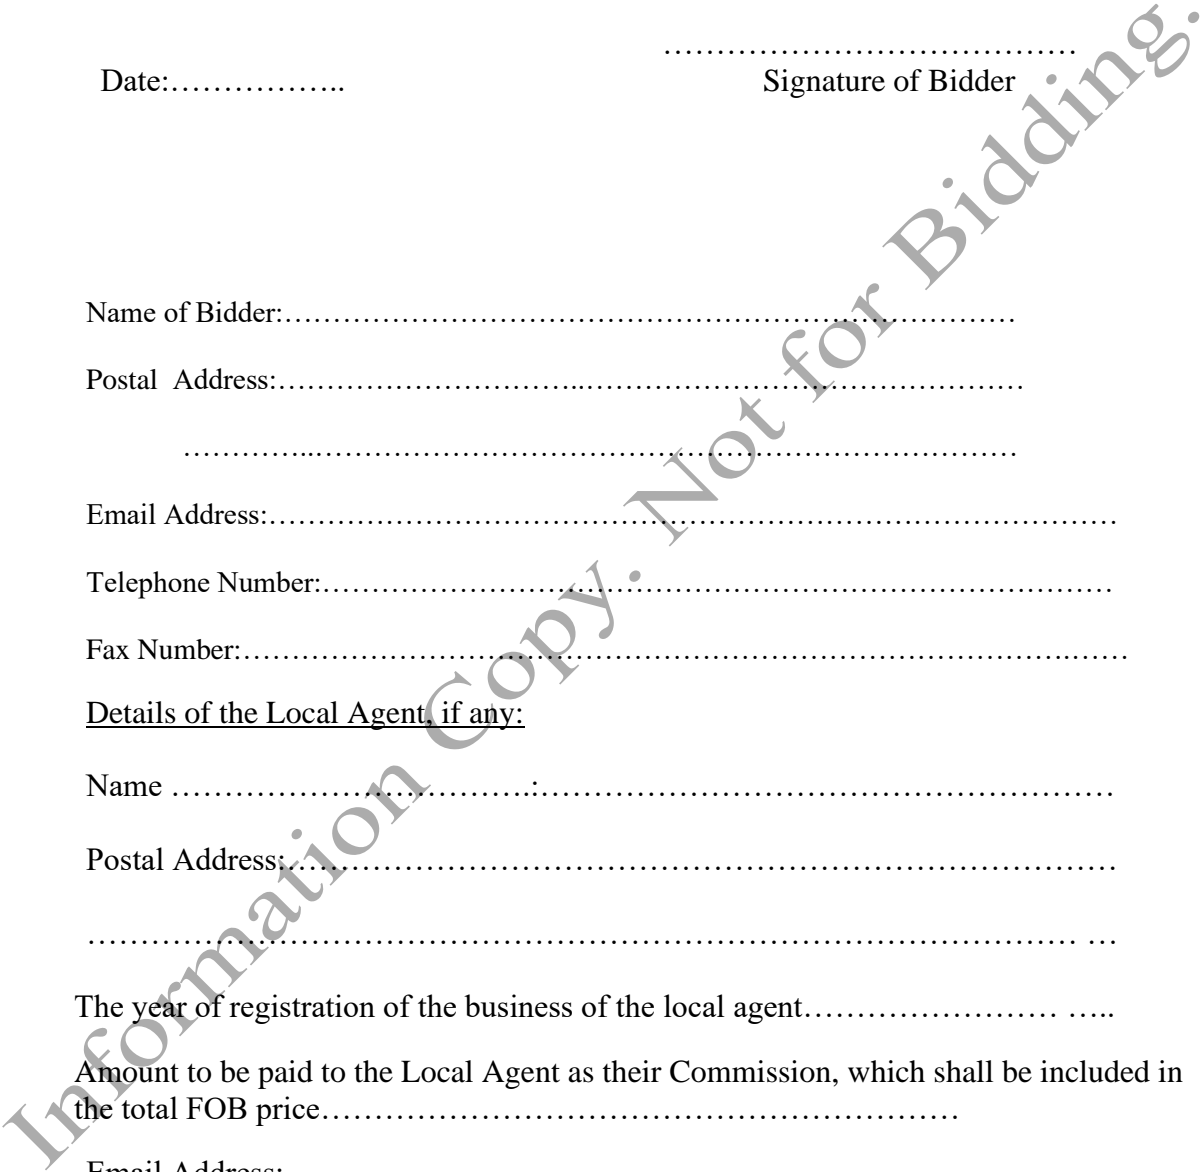 ……………………………………
Date:…………….. Signature of Bidder
Name of Bidder:…………………………………………………………………
Postal  Address:…………………………..………………………………………
…………...………………………………………………………………
Email Address:……………………………………………………………………………
Telephone Number:………………………………………………………………………
Fax Number:………………………………………………………………………….……
Details of the Local Agent, if any:
Name …………………………….:…………………………………………………
Postal Address:…………………………………………………………………………
……………………………………………………………………………………… …
The year of registration of the business of the local agent…………………… …..
Amount to be paid to the Local Agent as their Commission, which shall be included in
the total FOB price………………………………………………………
Email Address:
Information Copy. Not for Bidding.